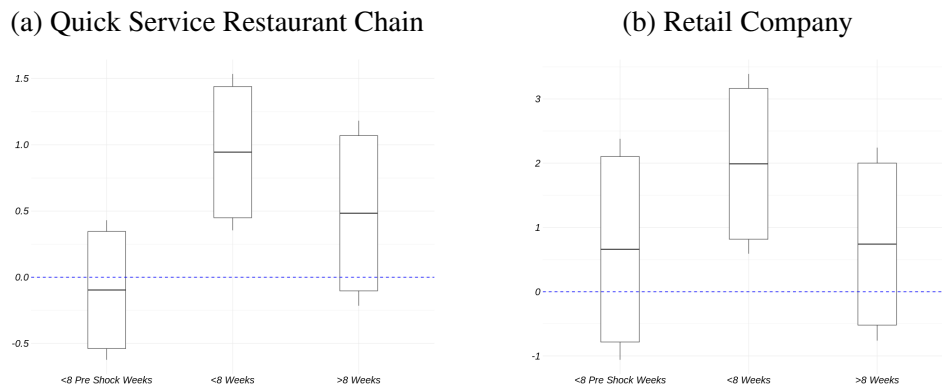 (a) Quick Service Restaurant Chain
1.5
1.0
0.5
0.0
-0.5
<8 Pre Shock Weeks <8 Weeks >8 Weeks
(b) Retail Company
3
2
1
0
-1
<8 Pre Shock Weeks <8 Weeks >8 Weeks